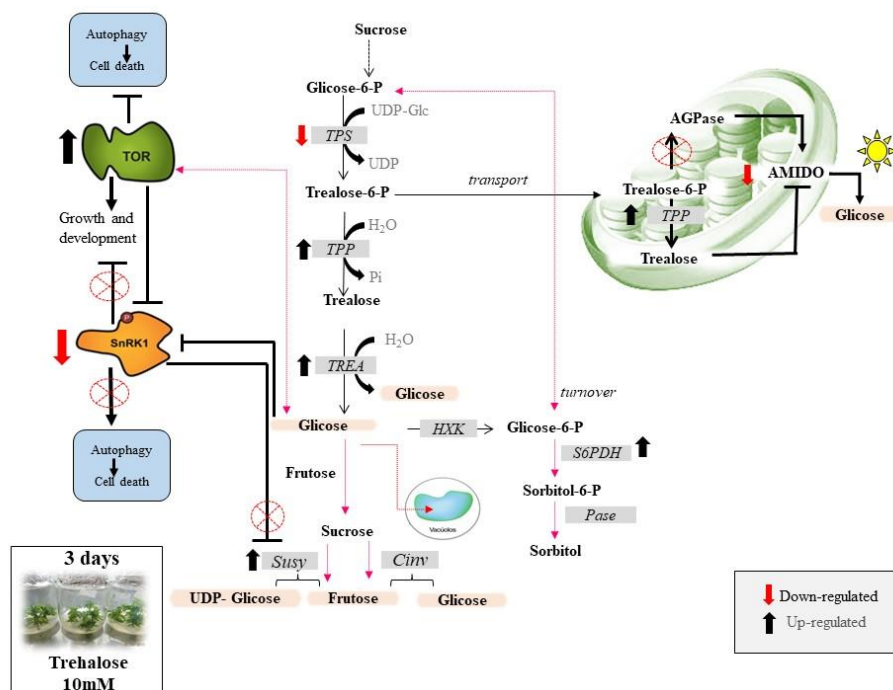 Autophagy
Cell death
TOR
Growth and
development
P
SnRK1
Autophagy
Cell death
3 days
Trehalose
10mM
Sucrose
Glicose-6-P
UDP-Glc
TPS
UDP
Trealose-6-P
transport
H₂O
TPP
Pi
Trealose
H₂O
TREA
Glicose
Glicose
HXK
Glicose-6-P
turnover
S6PDH
Sorbitol-6-P
Pase
Sorbitol
Frutose
Vacúolos
Sucrose
Susy
Cinv
UDP- Glicose
Frutose
Glicose
AGPase
AMIDO
Trealose-6-P
TPP
Trealose
Glicose
Down-regulated
Up-regulated